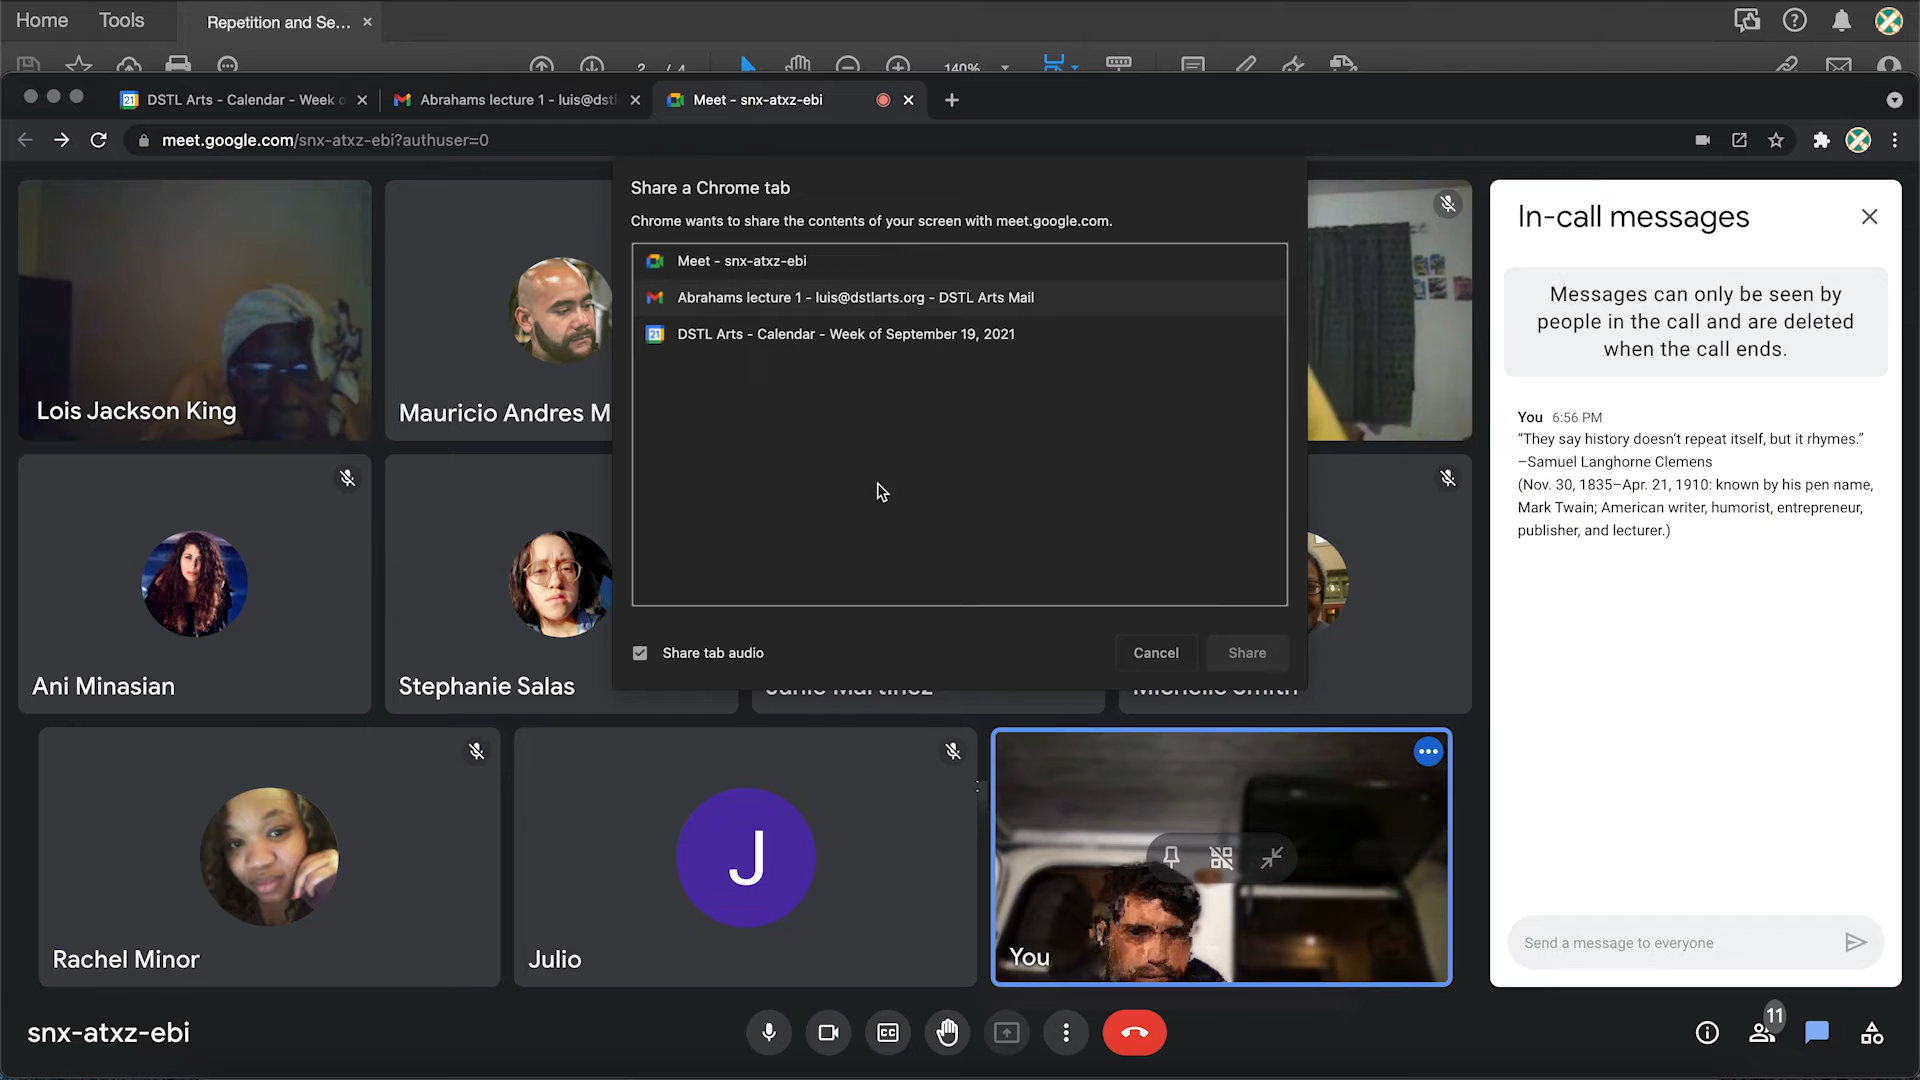 Home
Tools
Repetition and Se...
2 / 4
140%
DSTL Arts - Calendar - Week o
Abrahams lecture 1 - luis@dstl
Meet - snx-atxz-ebi
meet.google.com/snx-atxz-ebi?authuser=0
Share a Chrome tab
Chrome wants to share the contents of your screen with meet.google.com.
Meet - snx-atxz-ebi
Abrahams lecture 1 - luis@dstlarts.org - DSTL Arts Mail
21 DSTL Arts - Calendar - Week of September 19, 2021
Share tab audio
Cancel
Share
Lois Jackson King
Mauricio Andres M
Ani Minasian
Stephanie Salas
Michelle Smith
Rachel Minor
J
Julio
You
In-call messages
Messages can only be seen by
people in the call and are deleted
when the call ends.
You 6:56 PM
“They say history doesn’t repeat itself, but it rhymes.”
–Samuel Langhorne Clemens
(Nov. 30, 1835–Apr. 21, 1910: known by his pen name,
Mark Twain; American writer, humorist, entrepreneur,
publisher, and lecturer.)
Send a message to everyone
snx-atxz-ebi
CC
11